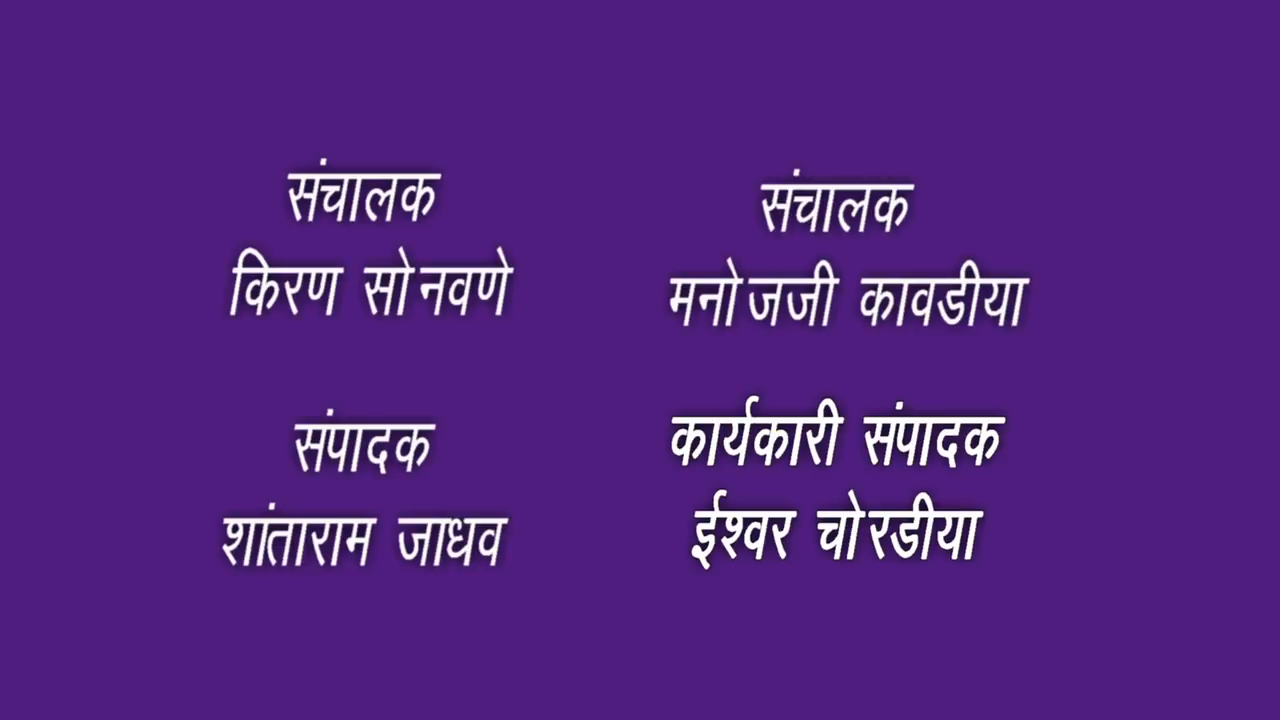 संचालक
किरण सोनवणे
संचालक
मनोजजी कावडीया
संपादक
शांताराम जाधव
कार्यकारी संपादक
ईश्वर चोरडीया